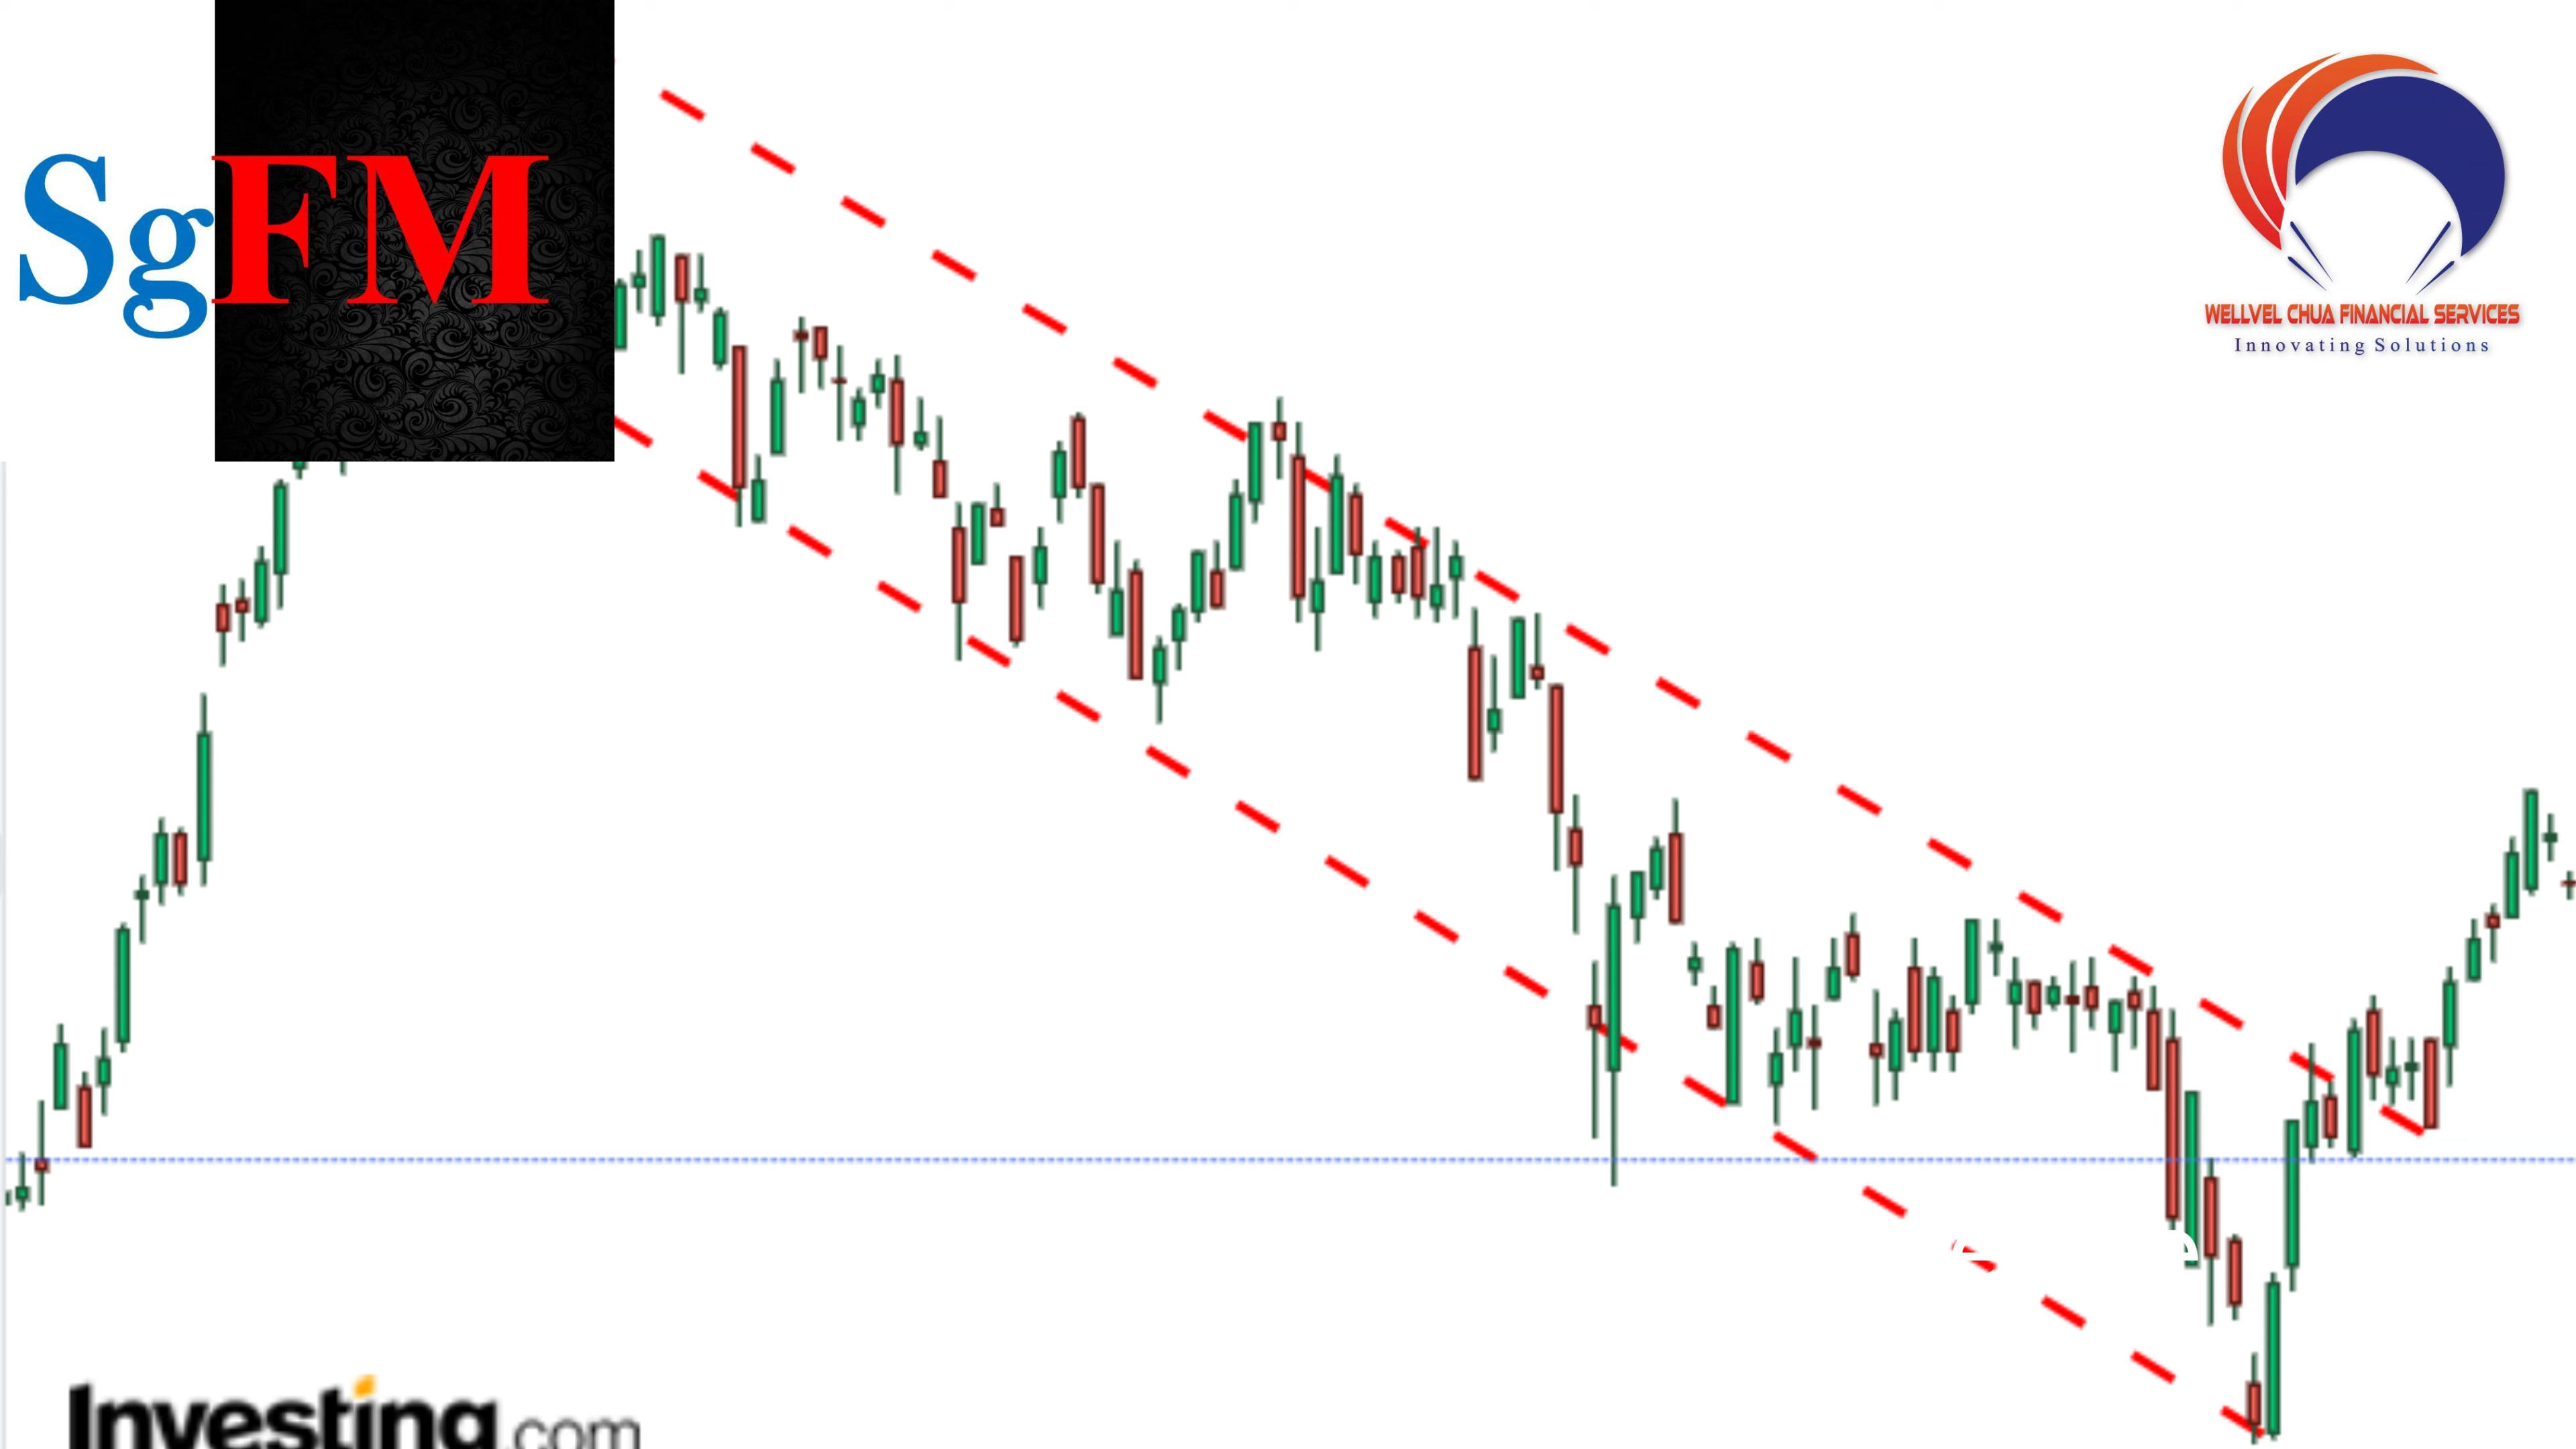 SgFM
WELLVEL CHUA FINANCIAL SERVICES
Innovating Solutions
e
Investing.com